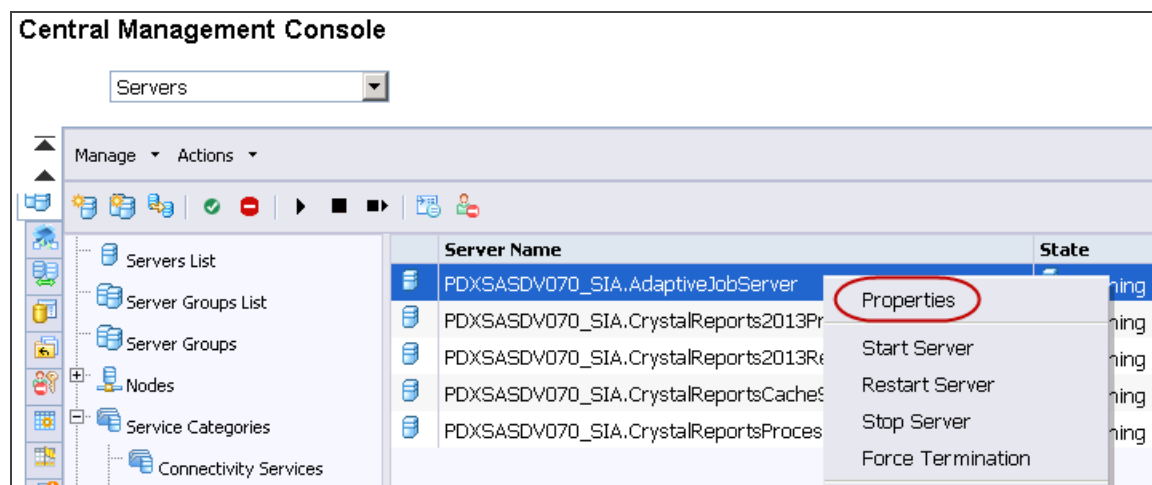 Central Management Console
Servers
Manage Actions
Servers List
Server Groups List
Server Groups
Nodes
Service Categories
Connectivity Services
Server Name State
PDXSASDV070_SIA.AdaptiveJobServer
PDXSASDV070_SIA.CrystalReports2013Pr
PDXSASDV070_SIA.CrystalReports2013Re
PDXSASDV070_SIA.CrystalReportsCacheS
PDXSASDV070_SIA.CrystalReportsProces
Properties
Start Server
Restart Server
Stop Server
Force Termination